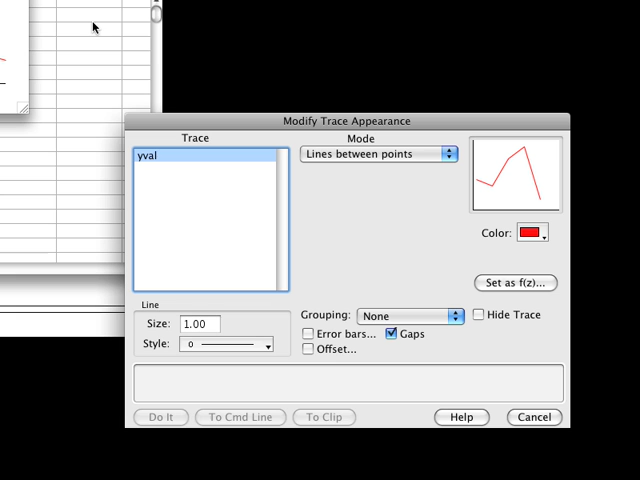 Modify Trace Appearance
Trace
Mode
yval
Lines between points
Color:
Set as f(z)...
Line
Size: 1.00
Style: 0
Grouping: None
Hide Trace
Error bars...
Gaps
Offset...
Do It
To Cmd Line
To Clip
Help
Cancel